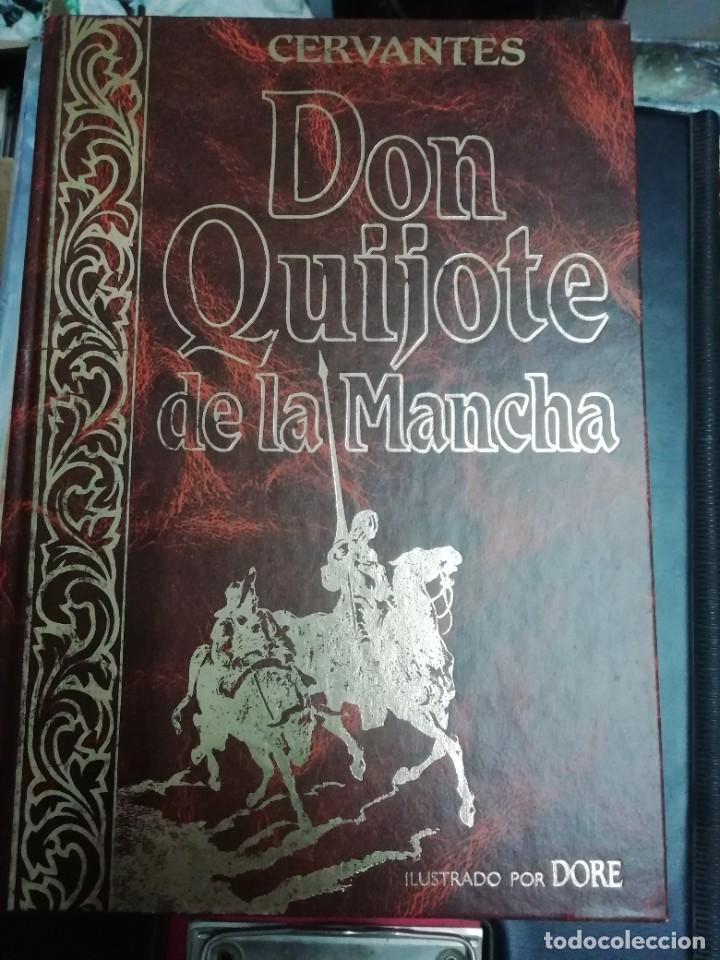 CERVANTES
Don
Quijote
de la Mancha
ILUSTRADO POR DORE
todocoleccion